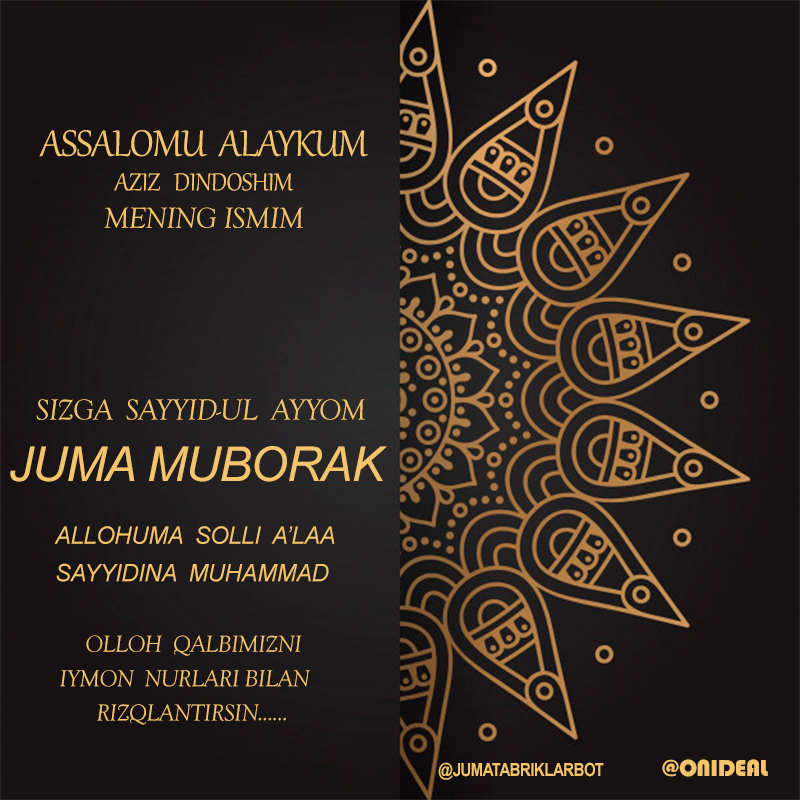 ASSALOMU ALAYKUM
AZIZ DINDOSHIM
MENING ISMIM
SIZGA SAYYID-UL AYYOM
JUMA MUBORAK
ALLOHUMA SOLLI A'LAA
SAYYIDINA MUHAMMAD
OLLOH QALBIMIZNI
IYMON NURLARI BILAN
RIZQLANTIRSIN......
@JUMATABRIKLARBOT
@ONIDEAL